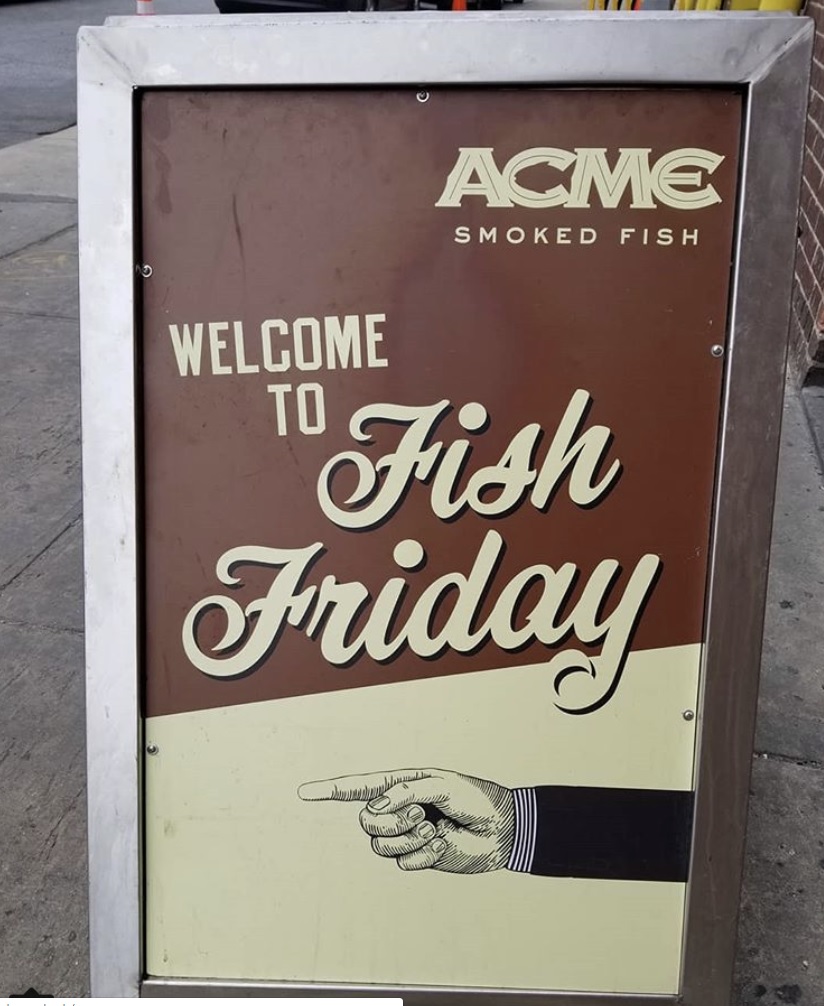 ACME
SMOKED FISH
WELCOME
TO
Fish
Friday